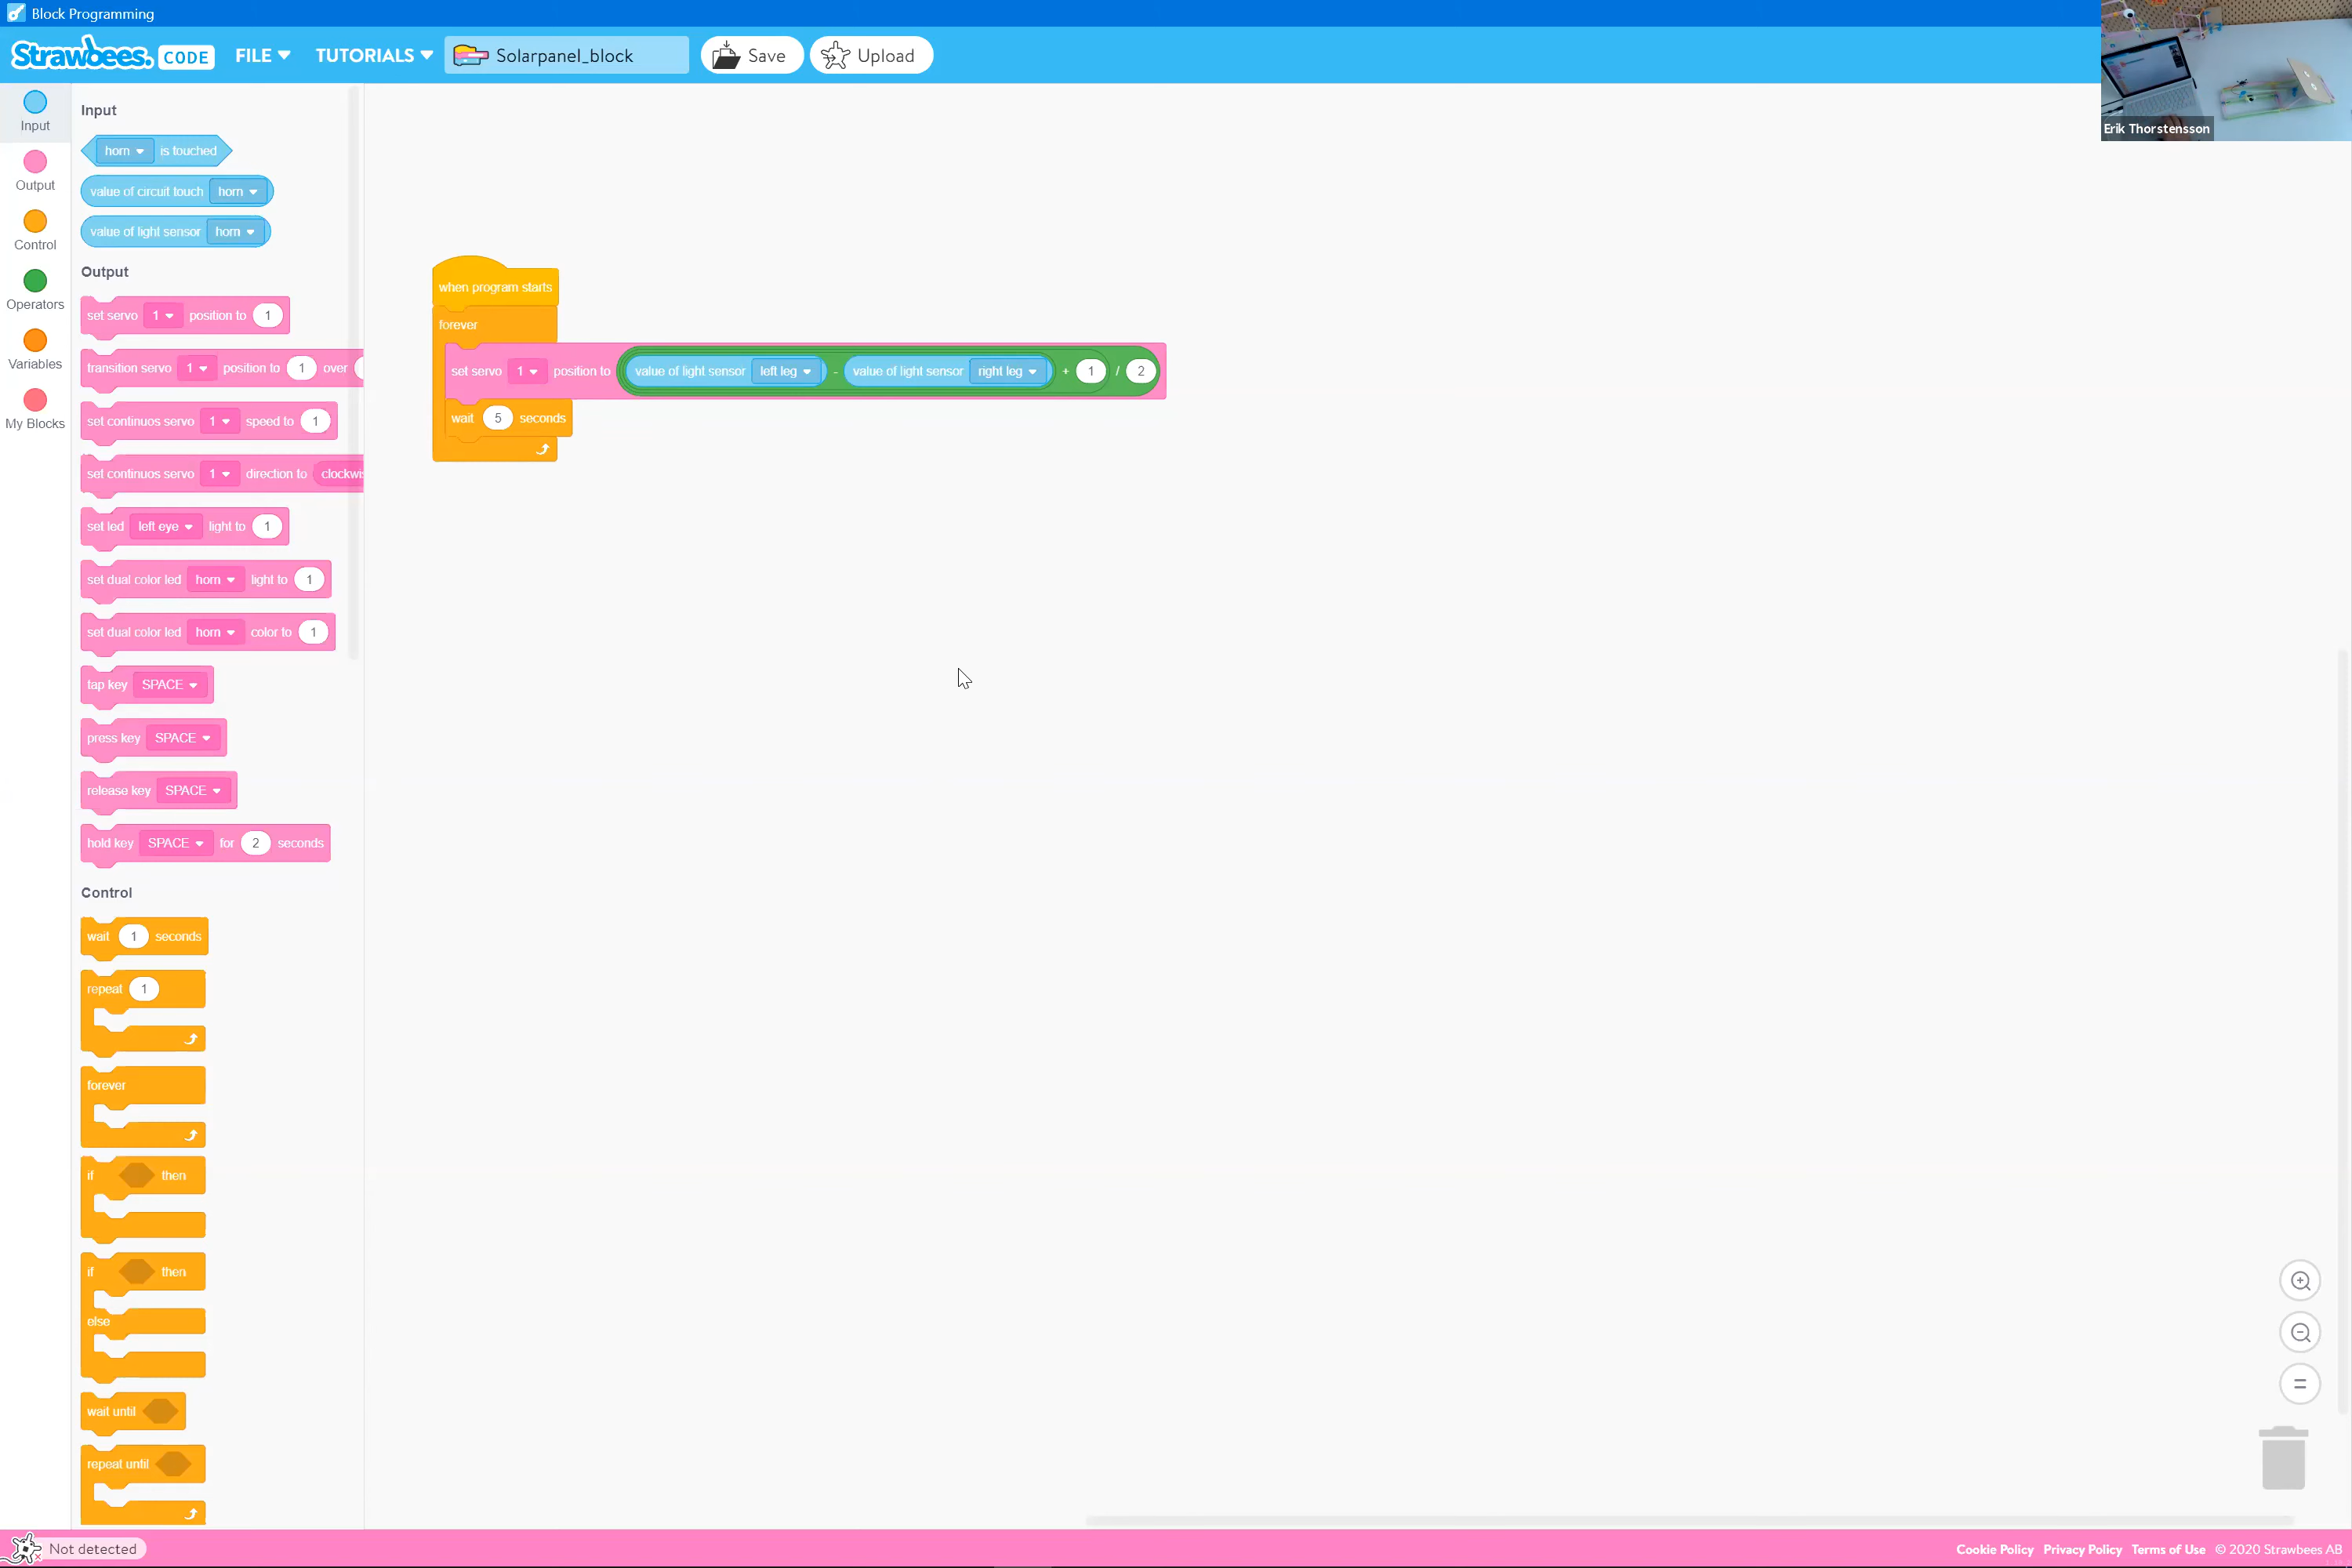 Block Programming
Strawbees. CODE FILE TUTORIALS Solarpanel_block Save Upload
Erik Thorstensson
Input
Output
Control
Operators
Variables
My Blocks
Input
horn is touched
value of circuit touch horn
value of light sensor horn
Output
set servo 1 position to 1
transition servo 1 position to 1 over
set continuos servo 1 speed to 1
set continuos servo 1 direction to clockwi
set led left eye light to 1
set dual color led horn light to 1
set dual color led horn color to 1
tap key SPACE
press key SPACE
release key SPACE
hold key SPACE for 2 seconds
Control
wait 1 seconds
repeat 1
forever
if then
if then
else
wait until
repeat until
when program starts
forever
set servo 1 position to value of light sensor left leg - value of light sensor right leg + 1 / 2
wait 5 seconds
Not detected
Cookie Policy Privacy Policy Terms of Use © 2020 Strawbees AB